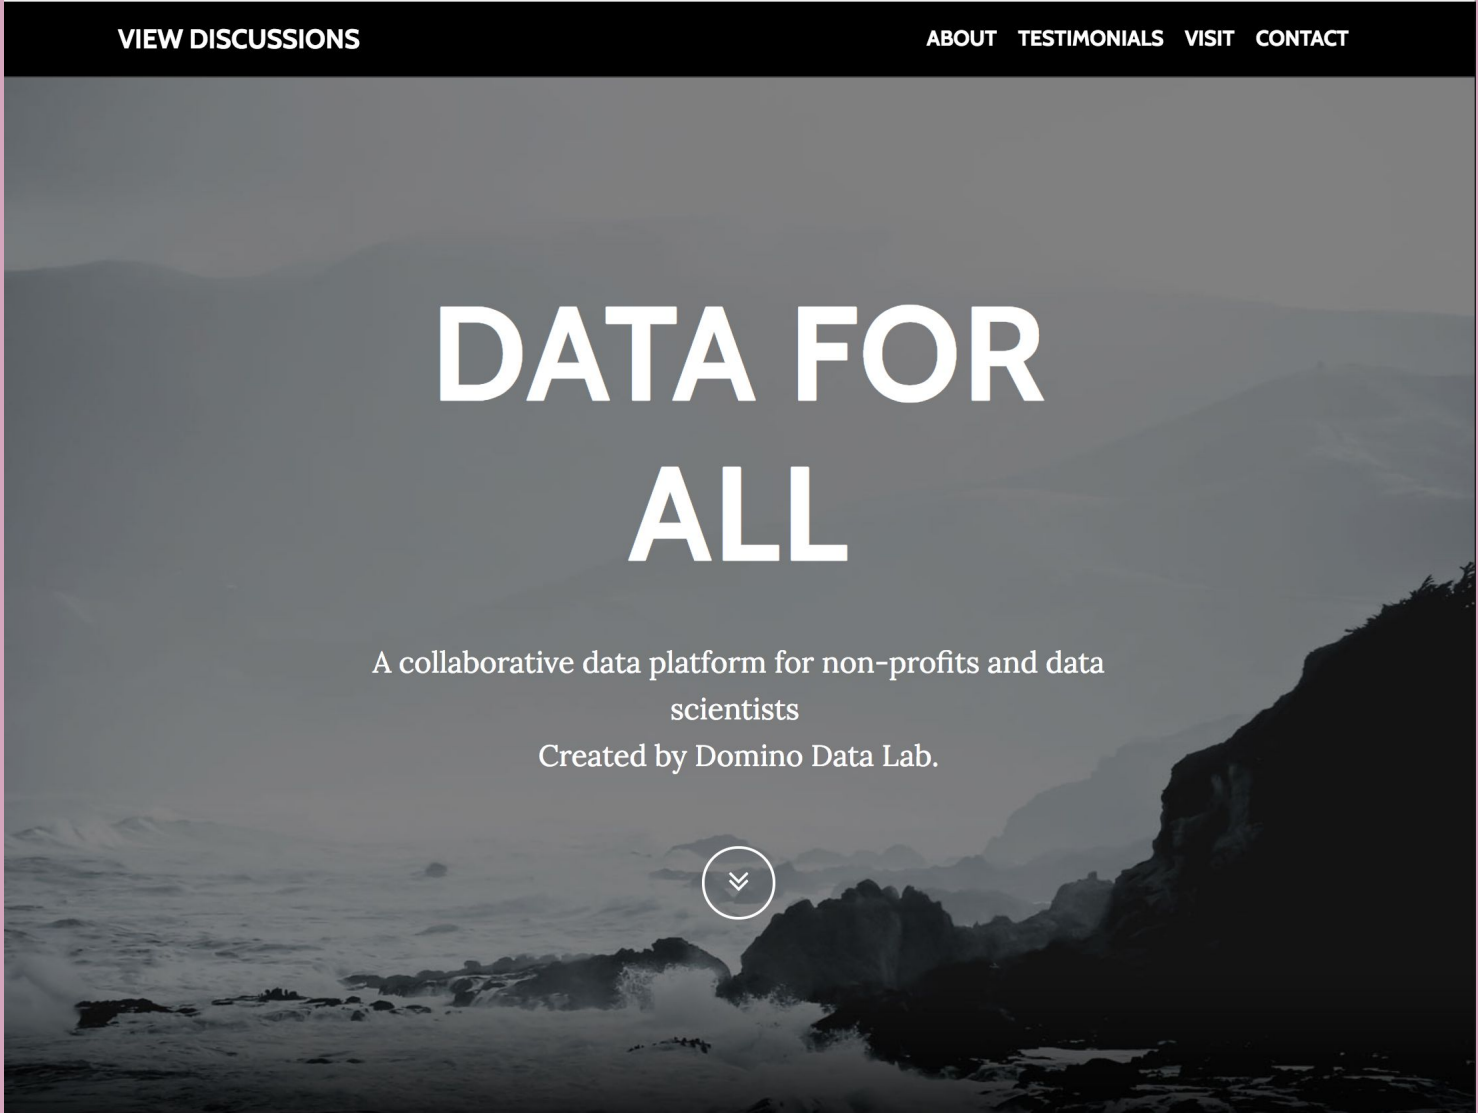 VIEW DISCUSSIONS
ABOUT TESTIMONIALS VISIT CONTACT
DATA FOR
ALL
A collaborative data platform for non-profits and data
scientists
Created by Domino Data Lab.